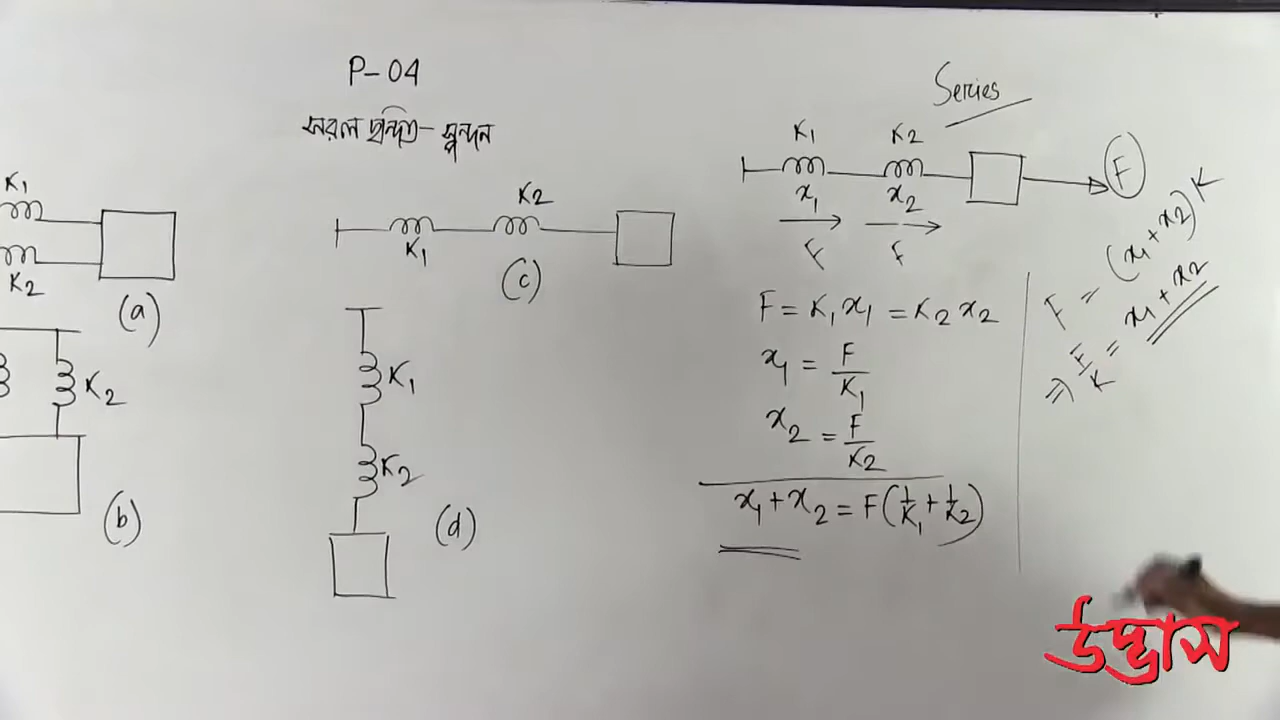 P-04
সরল ছন্দিত-স্পন্দন
K1
K2
(a)
K2
(b)
K1
K2
(c)
K1
K2
(d)
Series
K1 K2
F
x1 x2
F F
F = K1x1 = K2x2
x1 = F/K1
x2 = F/K2
x1+x2 = F(1/K1 + 1/K2)
F = (x1+x2)K
⇒ F/K = x1+x2
উদ্ভাস